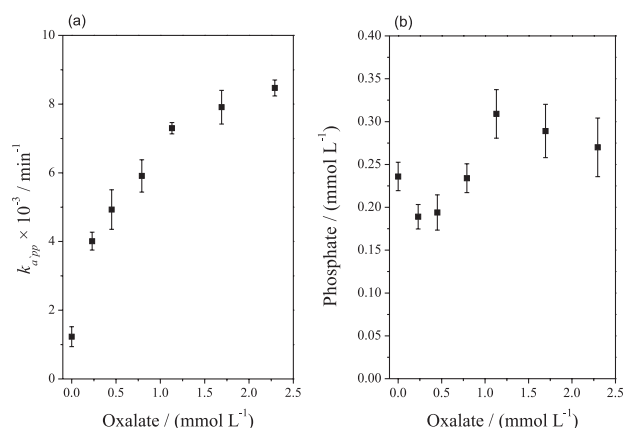 (a)
10
8
6
4
2
0
k_a'pp × 10⁻³ / min⁻¹
0.0 0.5 1.0 1.5 2.0 2.5
Oxalate / (mmol L⁻¹)
(b)
0.40
0.35
0.30
0.25
0.20
0.15
0.10
0.05
0.00
Phosphate / (mmol L⁻¹)
0.0 0.5 1.0 1.5 2.0 2.5
Oxalate / (mmol L⁻¹)